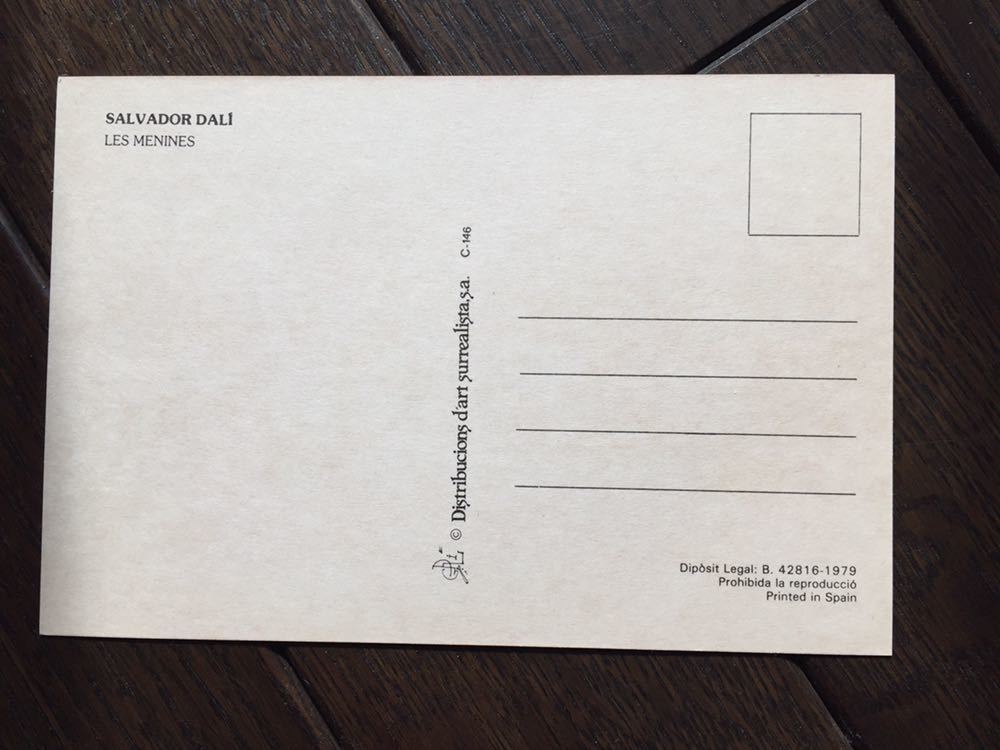 SALVADOR DALÍ
LES MENINES
© Distribucions d'art surrealista,s.a. C-146
Dipòsit Legal: B. 42816-1979
Prohibida la reproducció
Printed in Spain